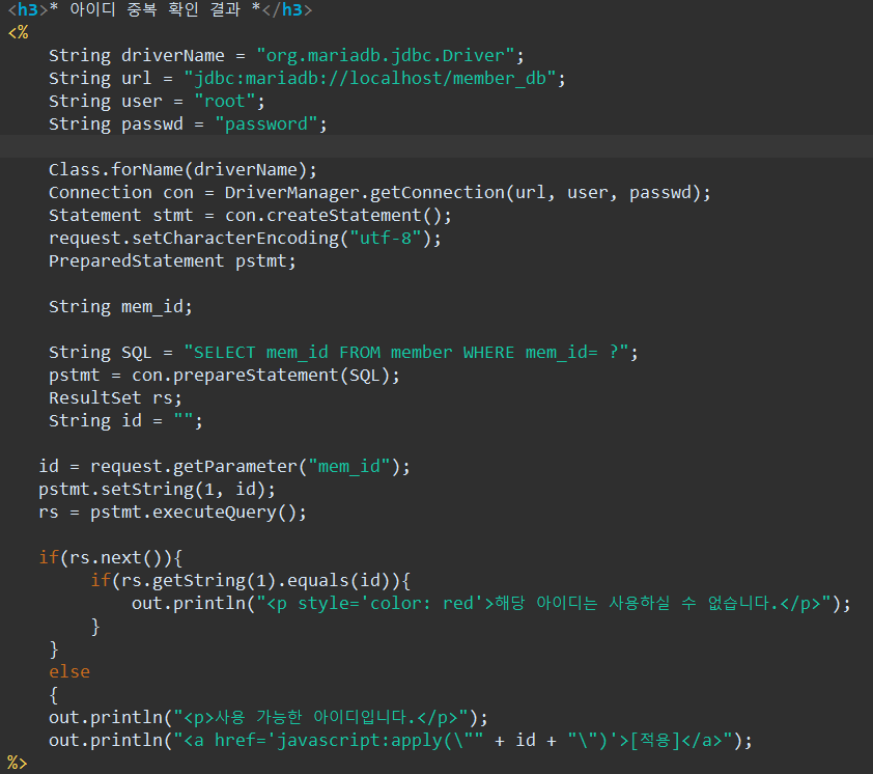 <h3>* 아이디 중복 확인 결과 *</h3>
<%
    String driverName = "org.mariadb.jdbc.Driver";
    String url = "jdbc:mariadb://localhost/member_db";
    String user = "root";
    String passwd = "password";

    Class.forName(driverName);
    Connection con = DriverManager.getConnection(url, user, passwd);
    Statement stmt = con.createStatement();
    request.setCharacterEncoding("utf-8");
    PreparedStatement pstmt;

    String mem_id;

    String SQL = "SELECT mem_id FROM member WHERE mem_id= ?";
    pstmt = con.prepareStatement(SQL);
    ResultSet rs;
    String id = "";

   id = request.getParameter("mem_id");
   pstmt.setString(1, id);
   rs = pstmt.executeQuery();

   if(rs.next()){
        if(rs.getString(1).equals(id)){
            out.println("<p style='color: red'>해당 아이디는 사용하실 수 없습니다.</p>");
        }
    }
    else
    {
    out.println("<p>사용 가능한 아이디입니다.</p>");
    out.println("<a href='javascript:apply(\"" + id + "\")'>[적용]</a>");
%>